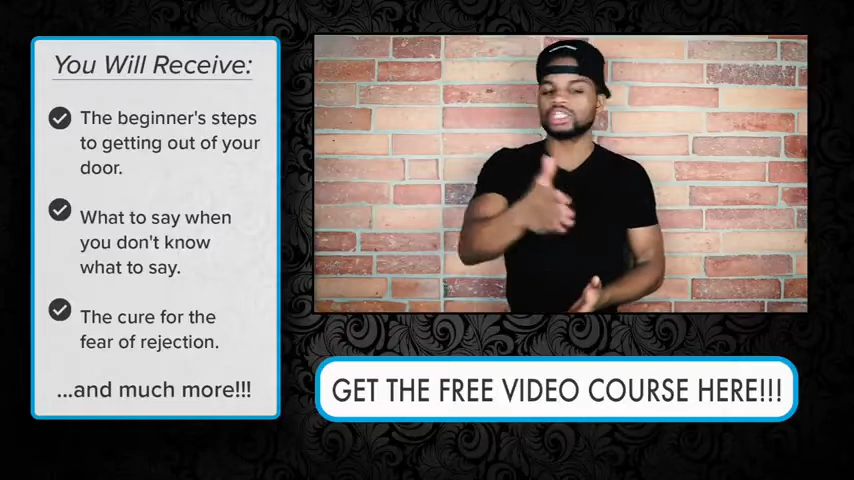 You Will Receive:
The beginner's steps
to getting out of your
door.
What to say when
you don't know
what to say.
The cure for the
fear of rejection.
...and much more!!!
GET THE FREE VIDEO COURSE HERE!!!